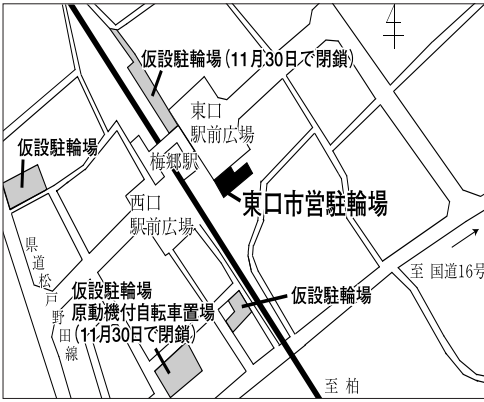 仮設駐輪場(11月30日で閉鎖)
東口
駅前広場
仮設駐輪場
梅郷駅
東口市営駐輪場
西口
駅前広場
県道松戸野田線
至 国道16号
仮設駐輪場
原動機付自転車置場
(11月30日で閉鎖)
仮設駐輪場
至 柏